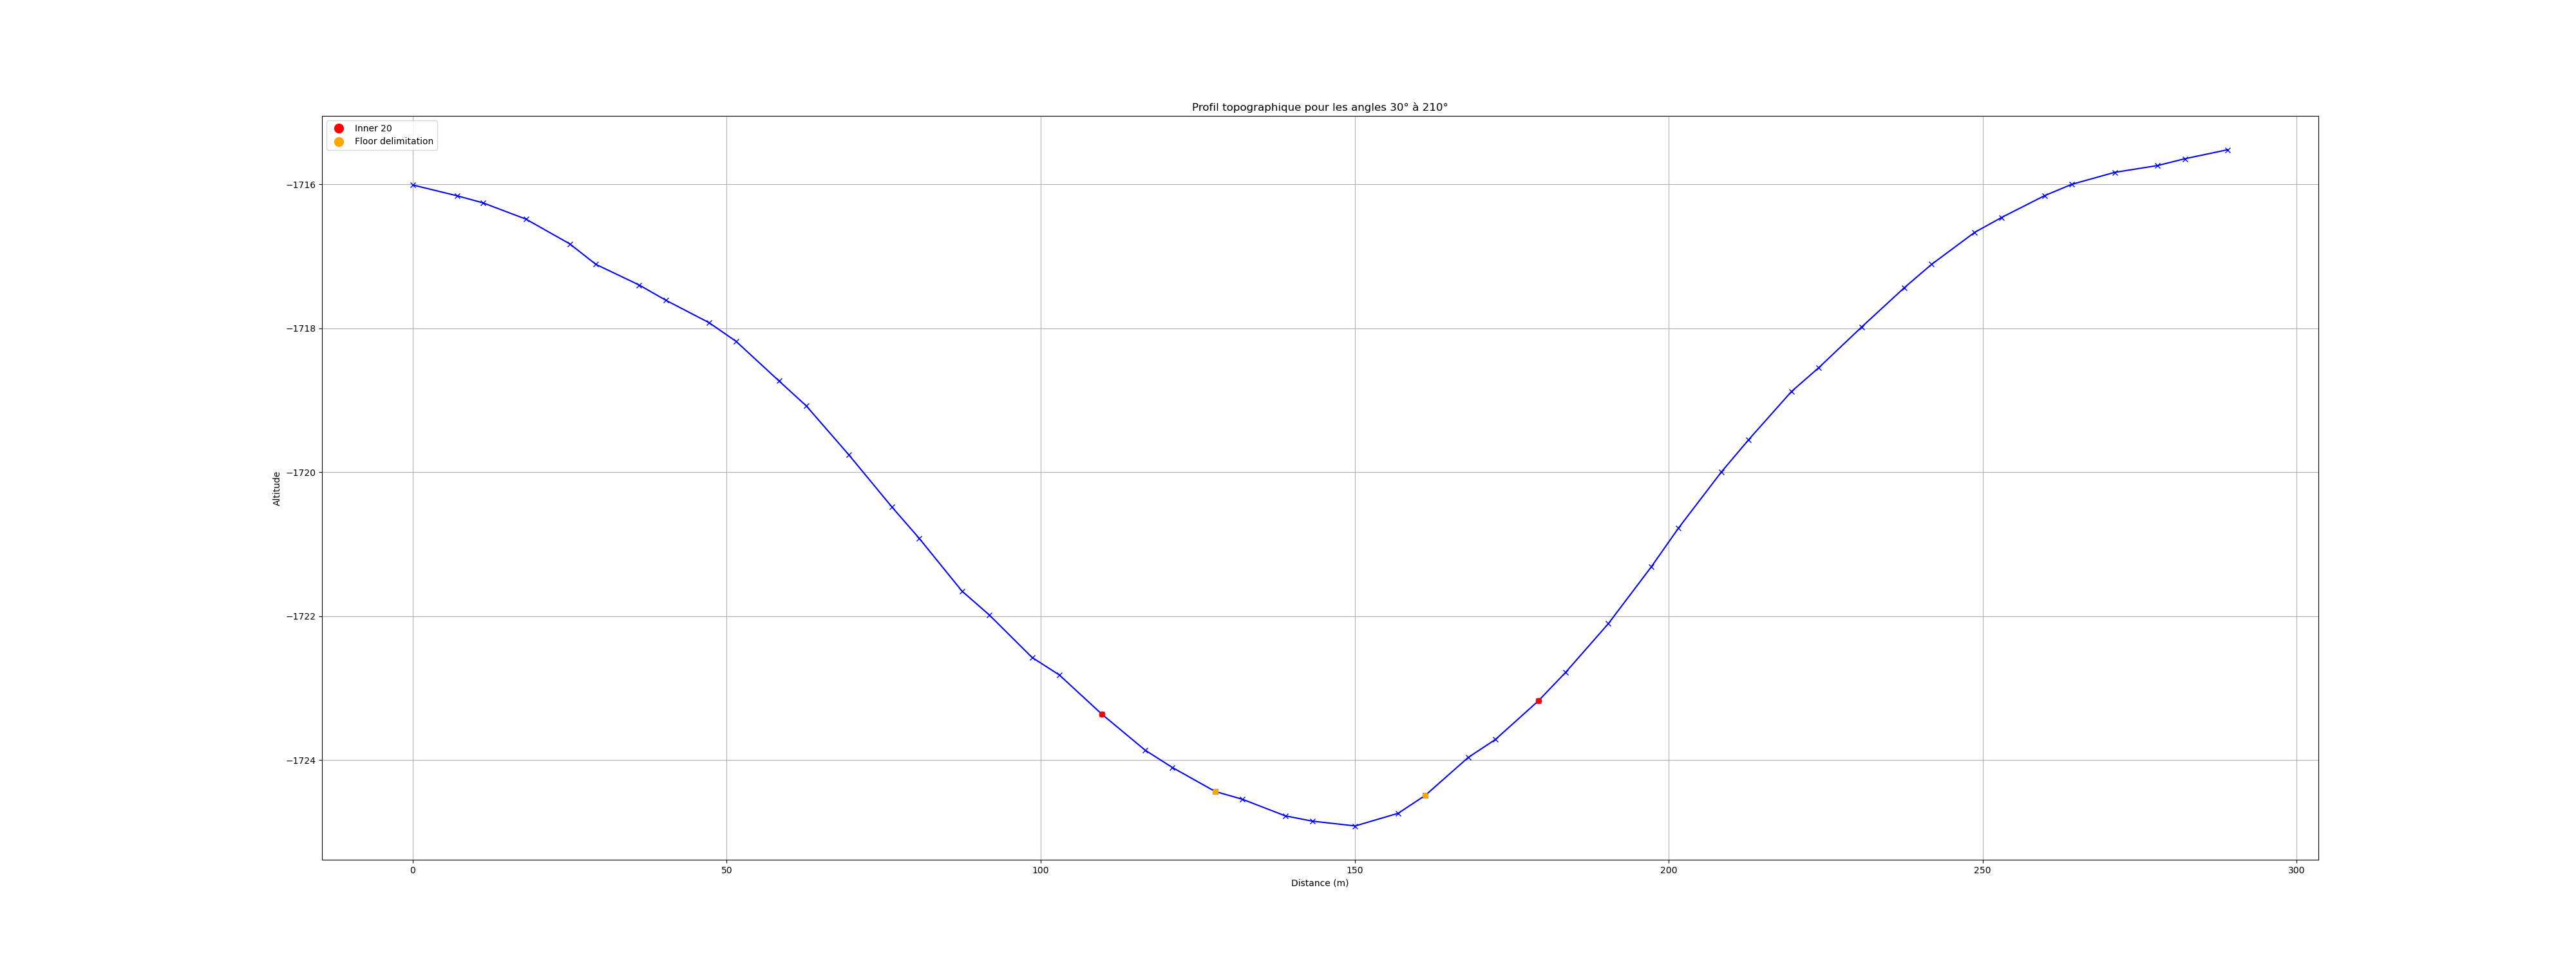 Profil topographique pour les angles 30° à 210°
Inner 20
Floor delimitation
−1716
−1718
−1720
−1722
−1724
Altitude
0 50 100 150 200 250 300
Distance (m)